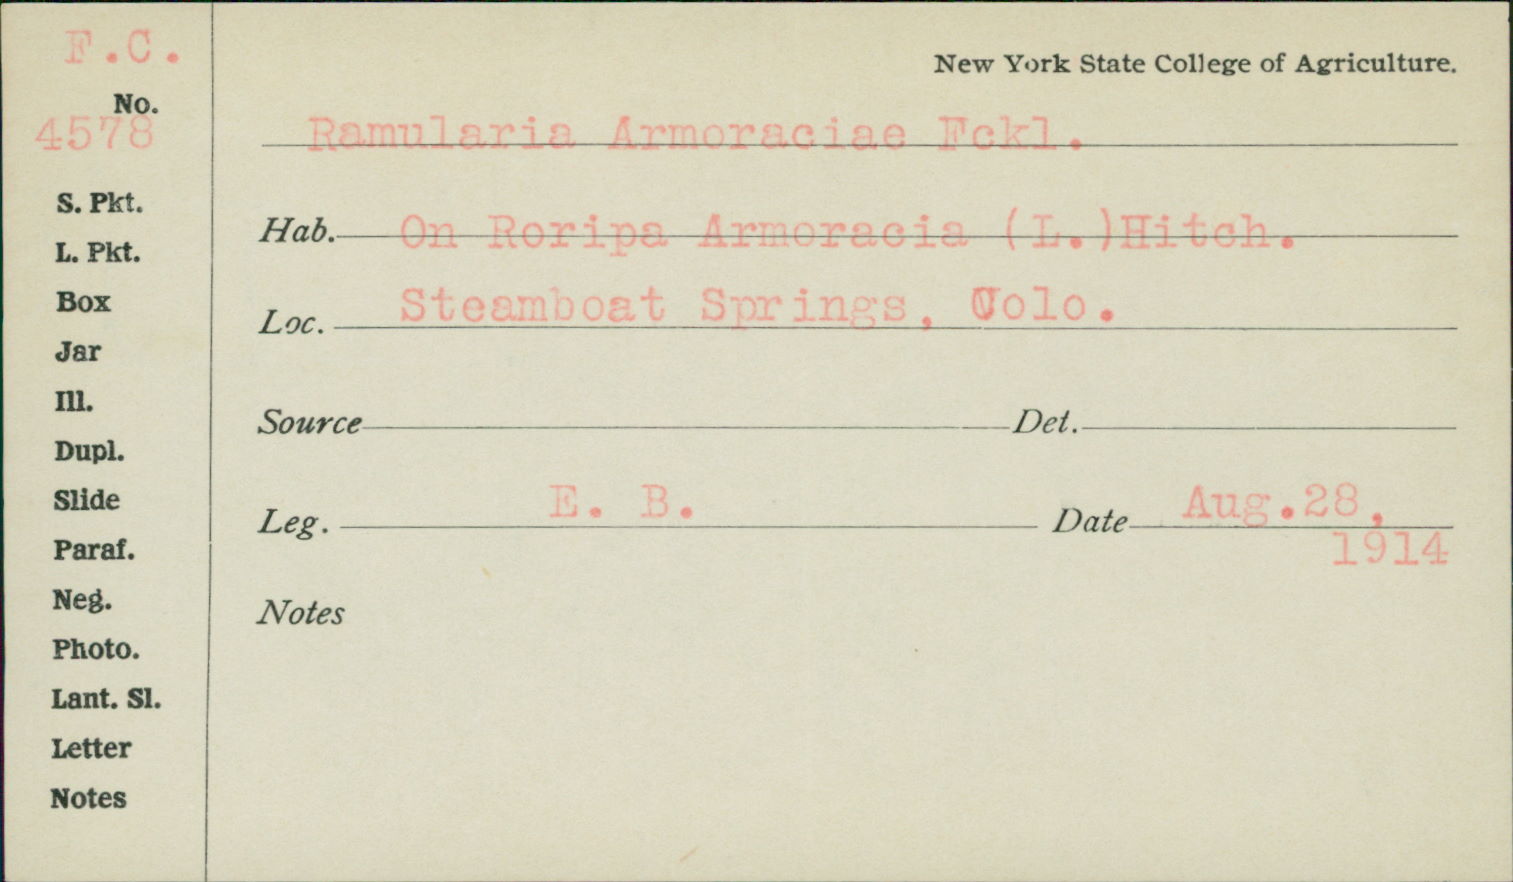 F.C.
No.
4578
S. Pkt.
L. Pkt.
Box
Jar
Ill.
Dupl.
Slide
Paraf.
Neg.
Photo.
Lant. Sl.
Letter
Notes
New York State College of Agriculture.
Ramularia Armoraciae Fckl.
Hab. On Roripa Armoracia (L.)Hitch.
Loc. Steamboat Springs, Colo.
Source Det.
Leg. E. B. Date Aug.28,
1914
Notes